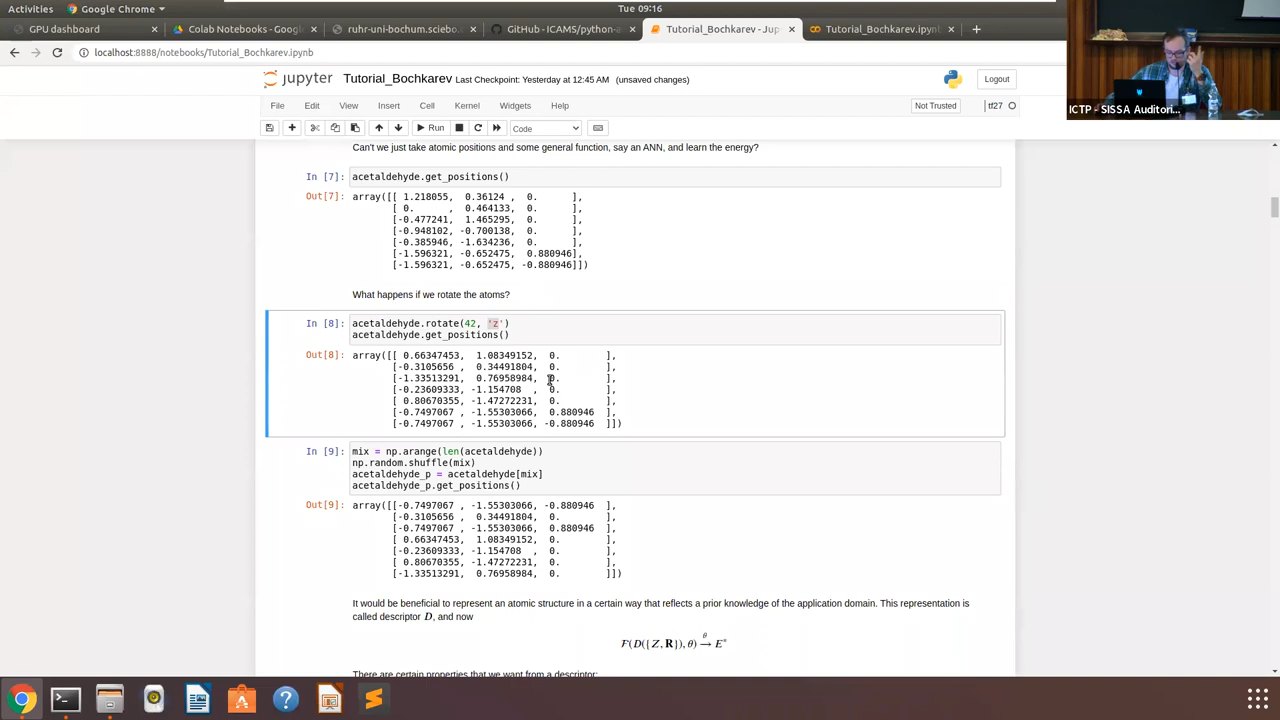 Activities Google Chrome Tue 09:16
GPU dashboard Colab Notebooks - Google ruhr-uni-bochum.sciebo. GitHub - ICAMS/python-a Tutorial_Bochkarev - Jup Tutorial_Bochkarev.ipynb
localhost:8888/notebooks/Tutorial_Bochkarev.ipynb
jupyter Tutorial_Bochkarev Last Checkpoint: Yesterday at 12:45 AM (unsaved changes) Logout
ICTP - SISSA Auditori...
File Edit View Insert Cell Kernel Widgets Help Not Trusted tf27
Run Code
Can't we just take atomic positions and some general function, say an ANN, and learn the energy?
In [7]: acetaldehyde.get_positions()
Out[7]: array([[ 1.218055, 0.36124 , 0. ],
[ 0. , 0.464133, 0. ],
[-0.477241, 1.465295, 0. ],
[-0.948102, -0.700138, 0. ],
[-0.385946, -1.634236, 0. ],
[-1.596321, -0.652475, 0.880946],
[-1.596321, -0.652475, -0.880946]])
What happens if we rotate the atoms?
In [8]: acetaldehyde.rotate(42, 'z')
acetaldehyde.get_positions()
Out[8]: array([[ 0.66347453, 1.08349152, 0. ],
[-0.3105656 , 0.34491804, 0. ],
[-1.33513291, 0.76958984, 0. ],
[-0.23609333, -1.154708 , 0. ],
[ 0.80670355, -1.47272231, 0. ],
[-0.7497067 , -1.55303066, 0.880946 ],
[-0.7497067 , -1.55303066, -0.880946 ]])
In [9]: mix = np.arange(len(acetaldehyde))
np.random.shuffle(mix)
acetaldehyde_p = acetaldehyde[mix]
acetaldehyde_p.get_positions()
Out[9]: array([[-0.7497067 , -1.55303066, -0.880946 ],
[-0.3105656 , 0.34491804, 0. ],
[-0.7497067 , -1.55303066, 0.880946 ],
[ 0.66347453, 1.08349152, 0. ],
[-0.23609333, -1.154708 , 0. ],
[ 0.80670355, -1.47272231, 0. ],
[-1.33513291, 0.76958984, 0. ]])
It would be beneficial to represent an atomic structure in a certain way that reflects a prior knowledge of the application domain. This representation is
called descriptor D, and now
F(D({Z, R}), θ) →θ E*
There are certain properties that we want from a descriptor: